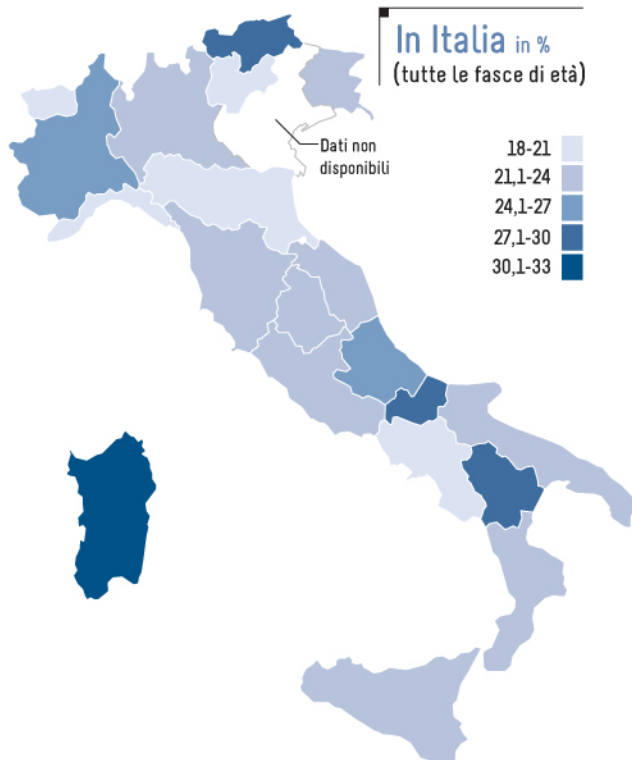 In Italia in %
(tutte le fasce di età)
Dati non
disponibili
18-21
21,1-24
24,1-27
27,1-30
30,1-33